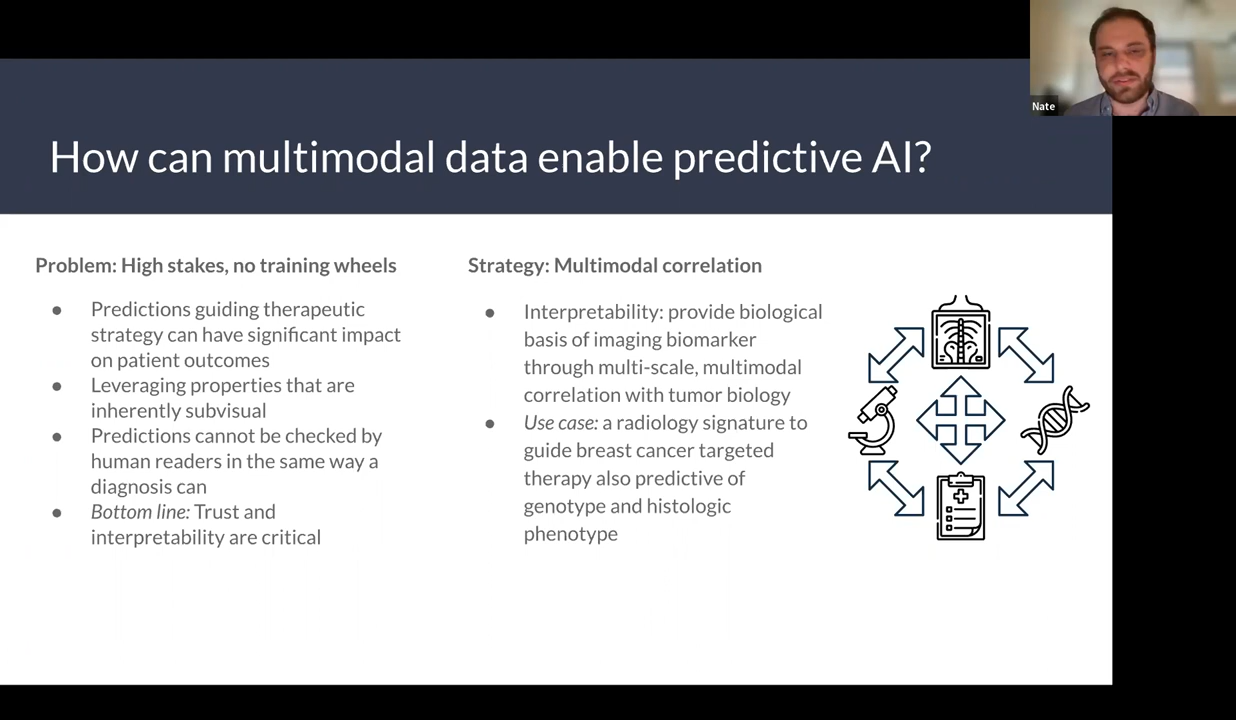 Nate
How can multimodal data enable predictive AI?
Problem: High stakes, no training wheels
● Predictions guiding therapeutic
strategy can have significant impact
on patient outcomes
● Leveraging properties that are
inherently subvisual
● Predictions cannot be checked by
human readers in the same way a
diagnosis can
● Bottom line: Trust and
interpretability are critical
Strategy: Multimodal correlation
● Interpretability: provide biological
basis of imaging biomarker
through multi-scale, multimodal
correlation with tumor biology
● Use case: a radiology signature to
guide breast cancer targeted
therapy also predictive of
genotype and histologic
phenotype